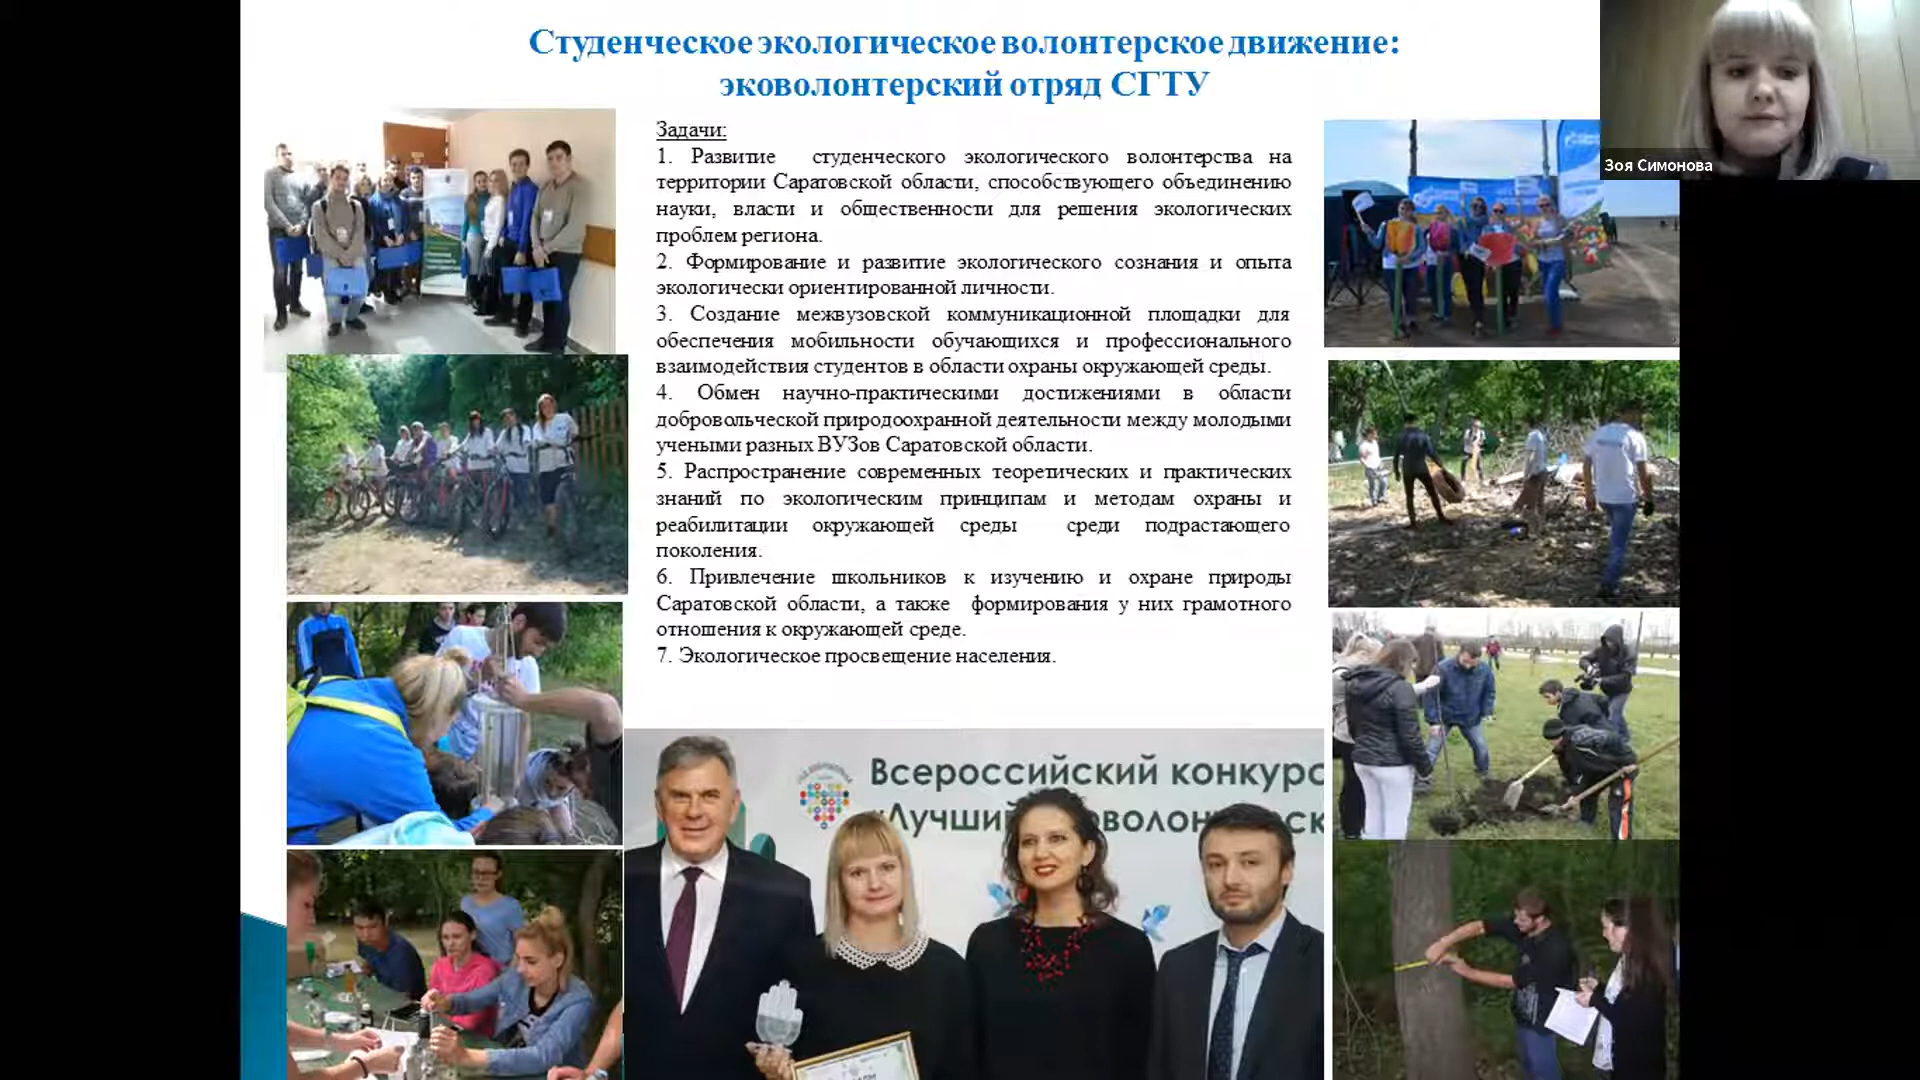 Студенческое экологическое волонтерское движение:
эковолонтерский отряд СГТУ
Зоя Симонова
Задачи:
1. Развитие студенческого экологического волонтерства на
территории Саратовской области, способствующего объединению
науки, власти и общественности для решения экологических
проблем региона.
2. Формирование и развитие экологического сознания и опыта
экологически ориентированной личности.
3. Создание межвузовской коммуникационной площадки для
обеспечения мобильности обучающихся и профессионального
взаимодействия студентов в области охраны окружающей среды.
4. Обмен научно-практическими достижениями в области
добровольческой природоохранной деятельности между молодыми
учеными разных ВУЗов Саратовской области.
5. Распространение современных теоретических и практических
знаний по экологическим принципам и методам охраны и
реабилитации окружающей среды среди подрастающего
поколения.
6. Привлечение школьников к изучению и охране природы
Саратовской области, а также формирования у них грамотного
отношения к окружающей среде.
7. Экологическое просвещение населения.
Всероссийский конкурс